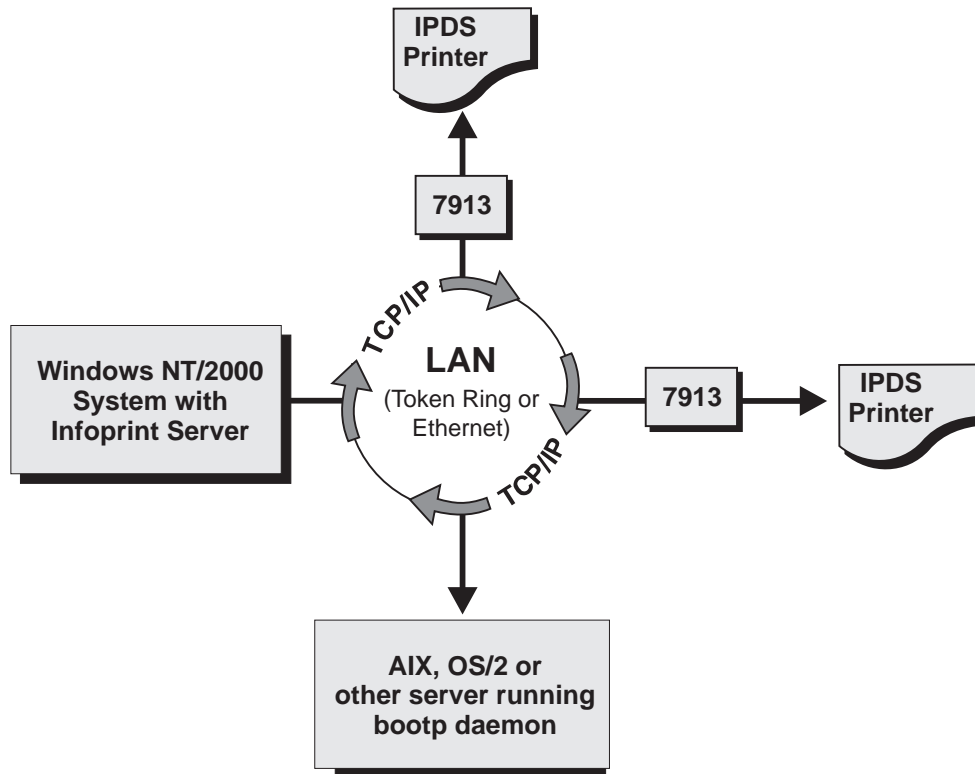 IPDS
Printer
7913
TCP/IP
LAN
(Token Ring or
Ethernet)
TCP/IP
Windows NT/2000
System with
Infoprint Server
7913
IPDS
Printer
AIX, OS/2 or
other server running
bootp daemon